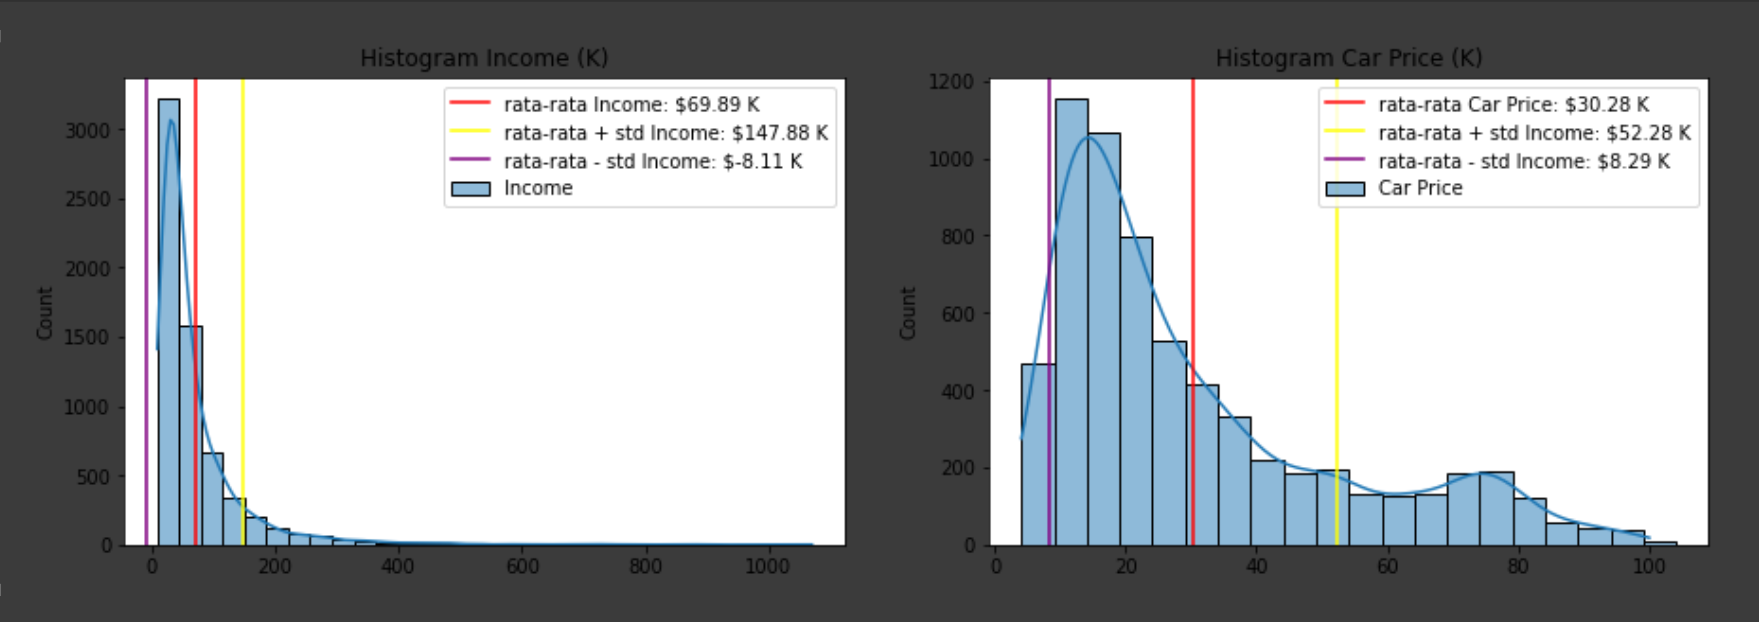 Histogram Income (K)
rata-rata Income: $69.89 K
rata-rata + std Income: $147.88 K
rata-rata - std Income: $-8.11 K
Income
Count
3000
2500
2000
1500
1000
500
0
0 200 400 600 800 1000
Histogram Car Price (K)
rata-rata Car Price: $30.28 K
rata-rata + std Income: $52.28 K
rata-rata - std Income: $8.29 K
Car Price
Count
1200
1000
800
600
400
200
0
0 20 40 60 80 100